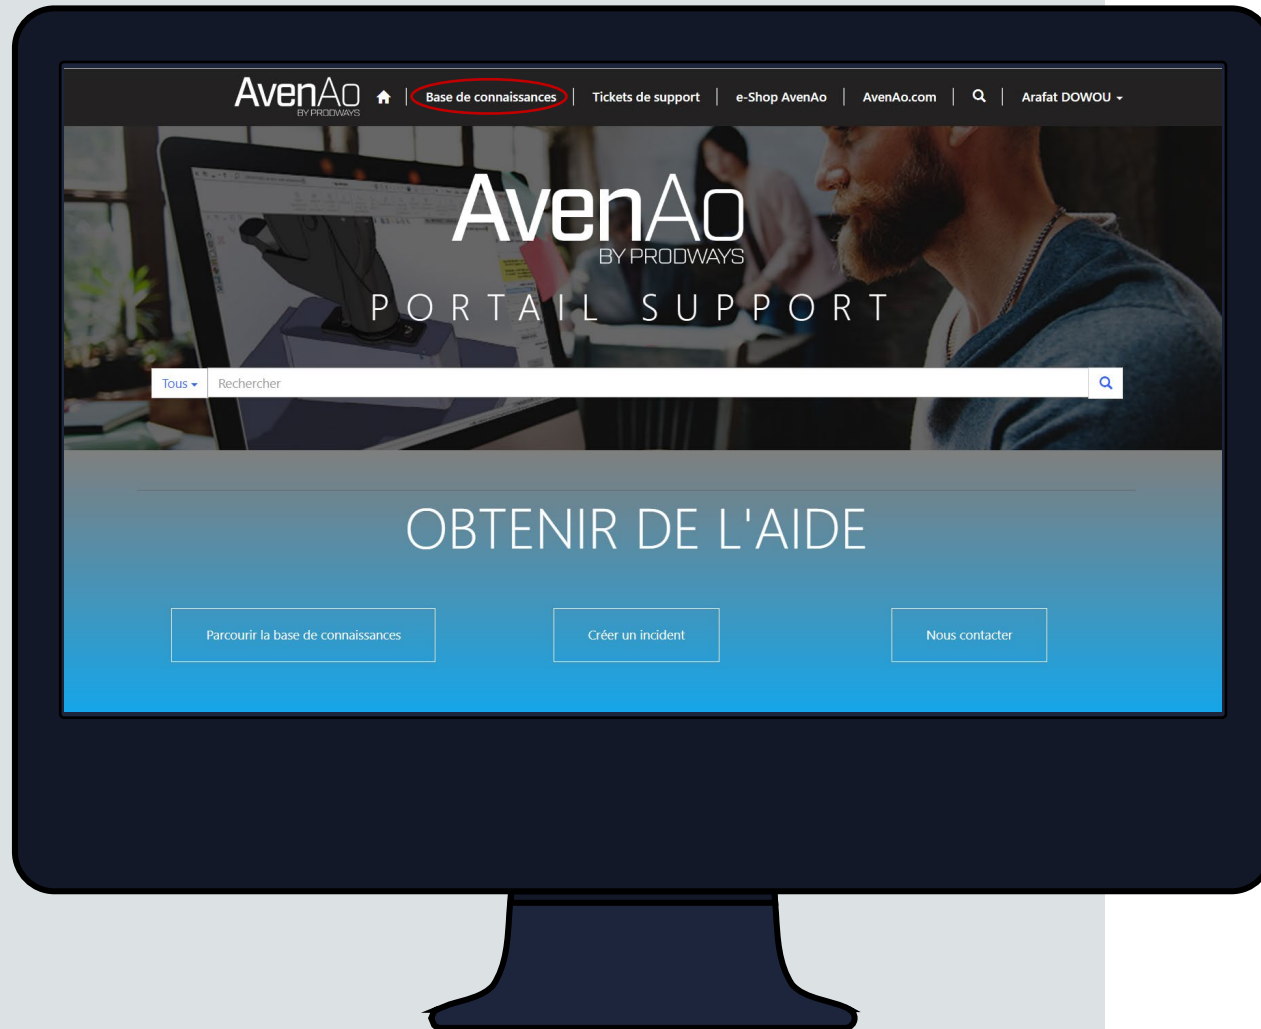 AvenAo
BY PRODWAYS
Base de connaissances
Tickets de support
e-Shop AvenAo
AvenAo.com
Arafat DOWOU
AvenAo
BY PRODWAYS
PORTAIL SUPPORT
Tous
Rechercher
OBTENIR DE L'AIDE
Parcourir la base de connaissances
Créer un incident
Nous contacter